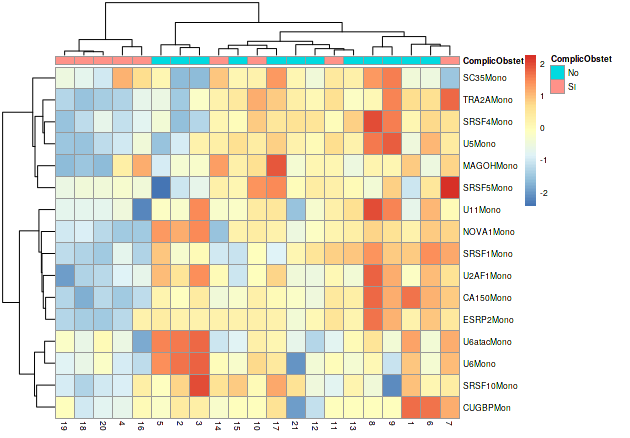 ComplicObstet
SC35Mono
TRA2AMono
SRSF4Mono
U5Mono
MAGOHMono
SRSF5Mono
U11Mono
NOVA1Mono
SRSF1Mono
U2AF1Mono
CA150Mono
ESRP2Mono
U6atacMono
U6Mono
SRSF10Mono
CUGBPMon
19 18 20 4 16 5 2 3 14 15 10 17 21 12 11 13 8 9 1 6 7
2
1
0
-1
-2
ComplicObstet
No
SI